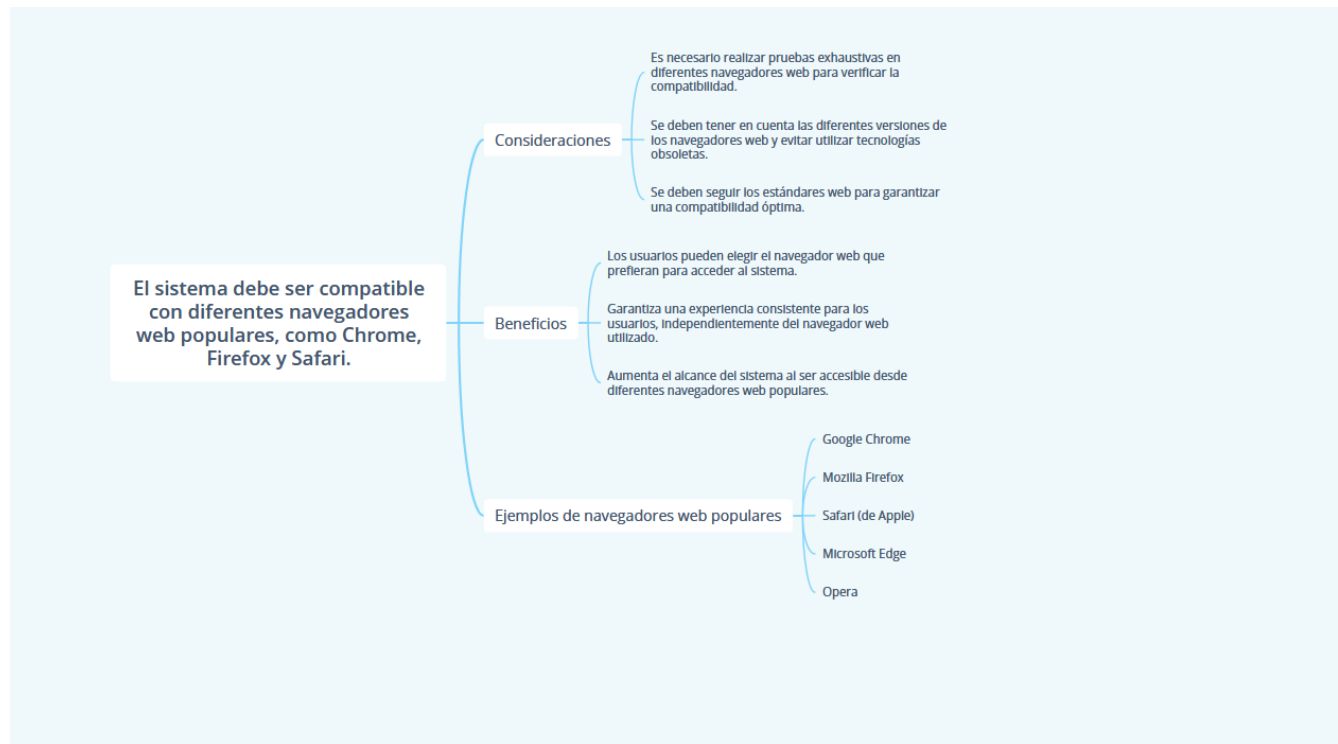 Es necesario realizar pruebas exhaustivas en
diferentes navegadores web para verificar la
compatibilidad.
Consideraciones
Se deben tener en cuenta las diferentes versiones de
los navegadores web y evitar utilizar tecnologías
obsoletas.
Se deben seguir los estándares web para garantizar
una compatibilidad óptima.
El sistema debe ser compatible
con diferentes navegadores
web populares, como Chrome,
Firefox y Safari.
Los usuarios pueden elegir el navegador web que
prefieran para acceder al sistema.
Beneficios
Garantiza una experiencia consistente para los
usuarios, independientemente del navegador web
utilizado.
Aumenta el alcance del sistema al ser accesible desde
diferentes navegadores web populares.
Ejemplos de navegadores web populares
Google Chrome
Mozilla Firefox
Safari (de Apple)
Microsoft Edge
Opera